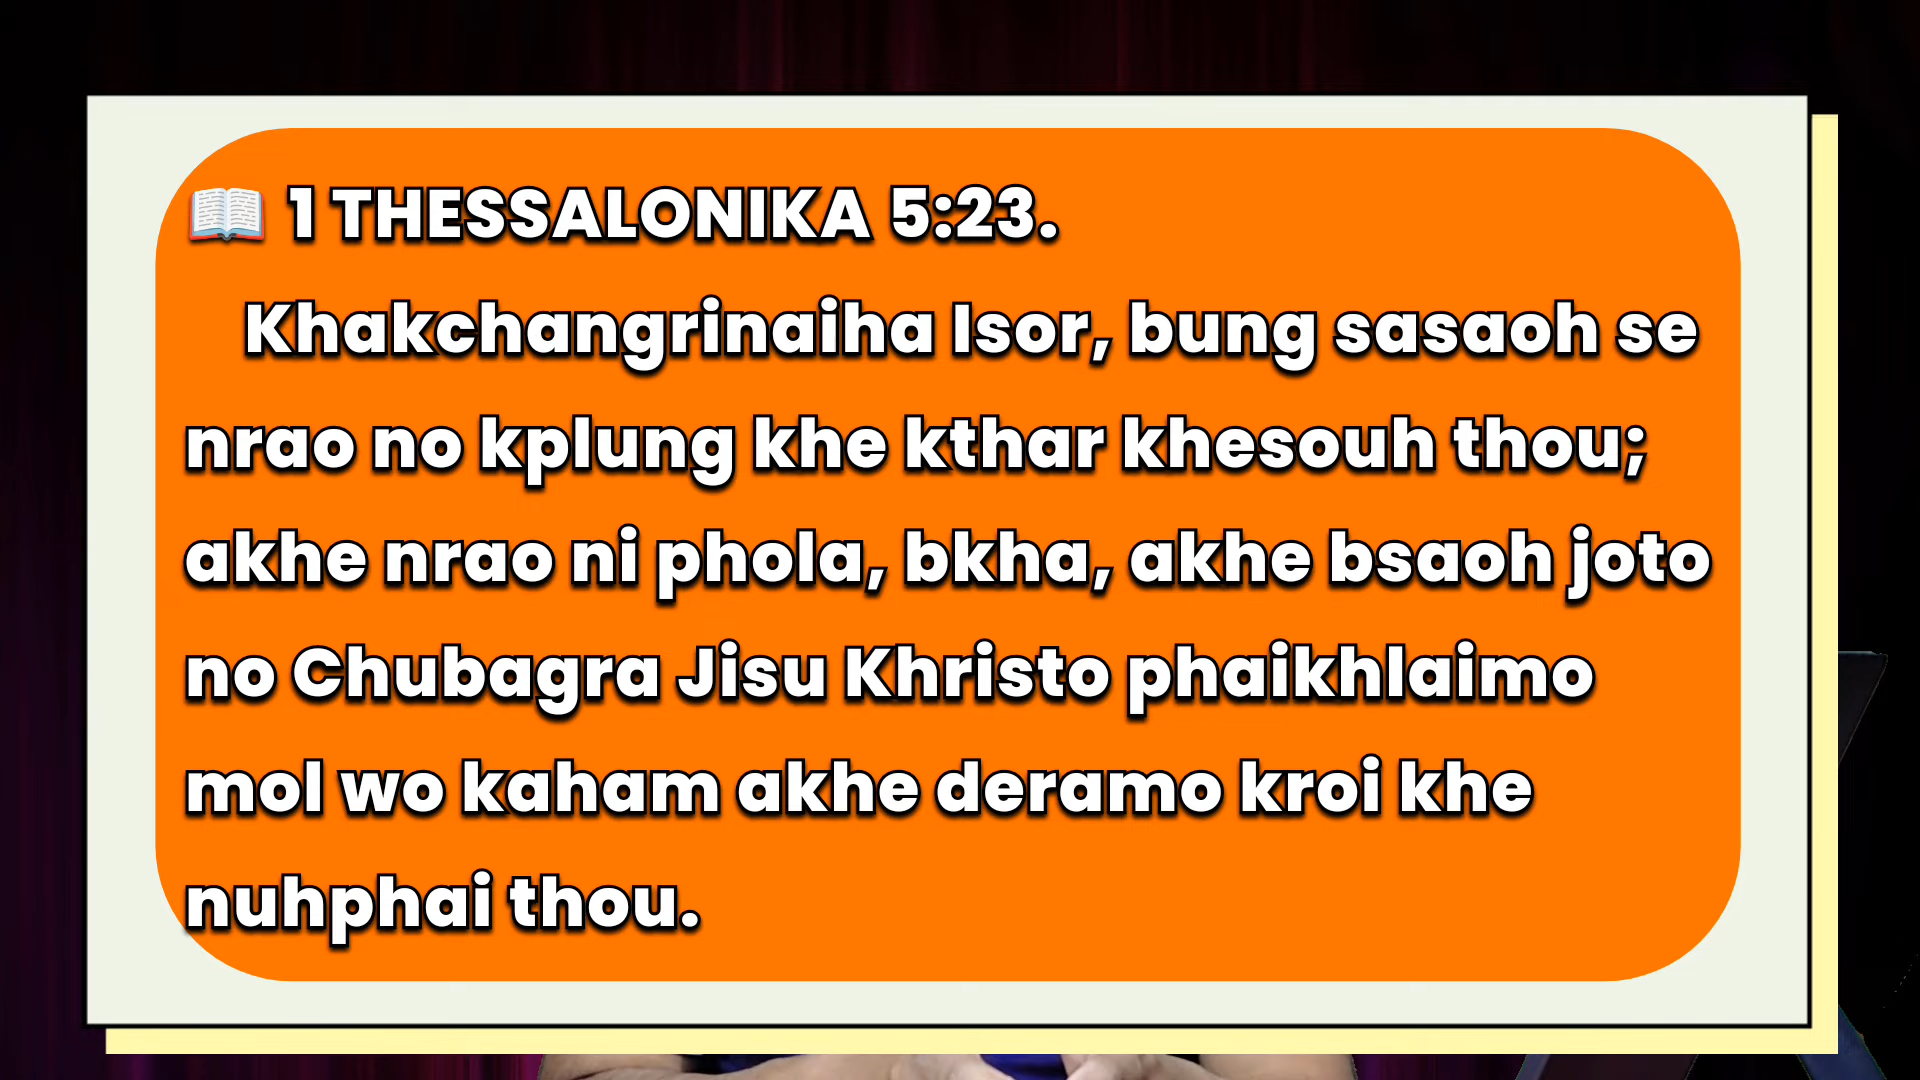 📖 1 THESSALONIKA 5:23.
Khakchangrinaiha Isor, bung sasaoh se
nrao no kplung khe kthar khesouh thou;
akhe nrao ni phola, bkha, akhe bsaoh joto
no Chubagra Jisu Khristo phaikhlaimo
mol wo kaham akhe deramo kroi khe
nuhphai thou.